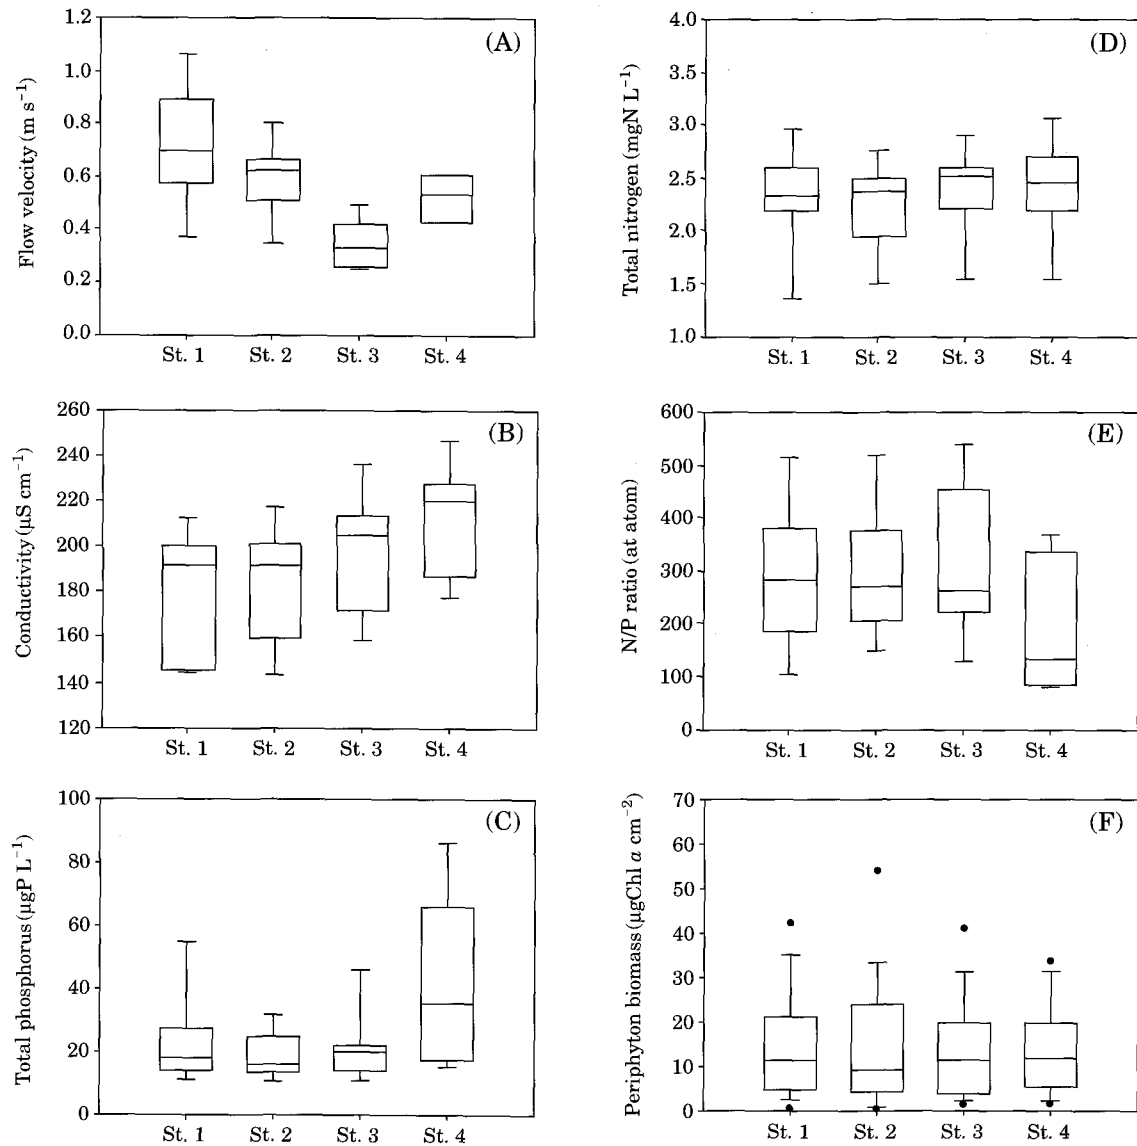 (A)
Flow velocity (m s⁻¹)
1.2
1.0
0.8
0.6
0.4
0.2
0.0
St. 1 St. 2 St. 3 St. 4
(D)
Total nitrogen (mgN L⁻¹)
4.0
3.5
3.0
2.5
2.0
1.5
1.0
St. 1 St. 2 St. 3 St. 4
(B)
Conductivity (μS cm⁻¹)
260
240
220
200
180
160
140
120
St. 1 St. 2 St. 3 St. 4
(E)
N/P ratio (at atom)
600
500
400
300
200
100
0
St. 1 St. 2 St. 3 St. 4
(C)
Total phosphorus (μgP L⁻¹)
100
80
60
40
20
0
St. 1 St. 2 St. 3 St. 4
(F)
Periphyton biomass (μgChl a cm⁻²)
70
60
50
40
30
20
10
0
St. 1 St. 2 St. 3 St. 4